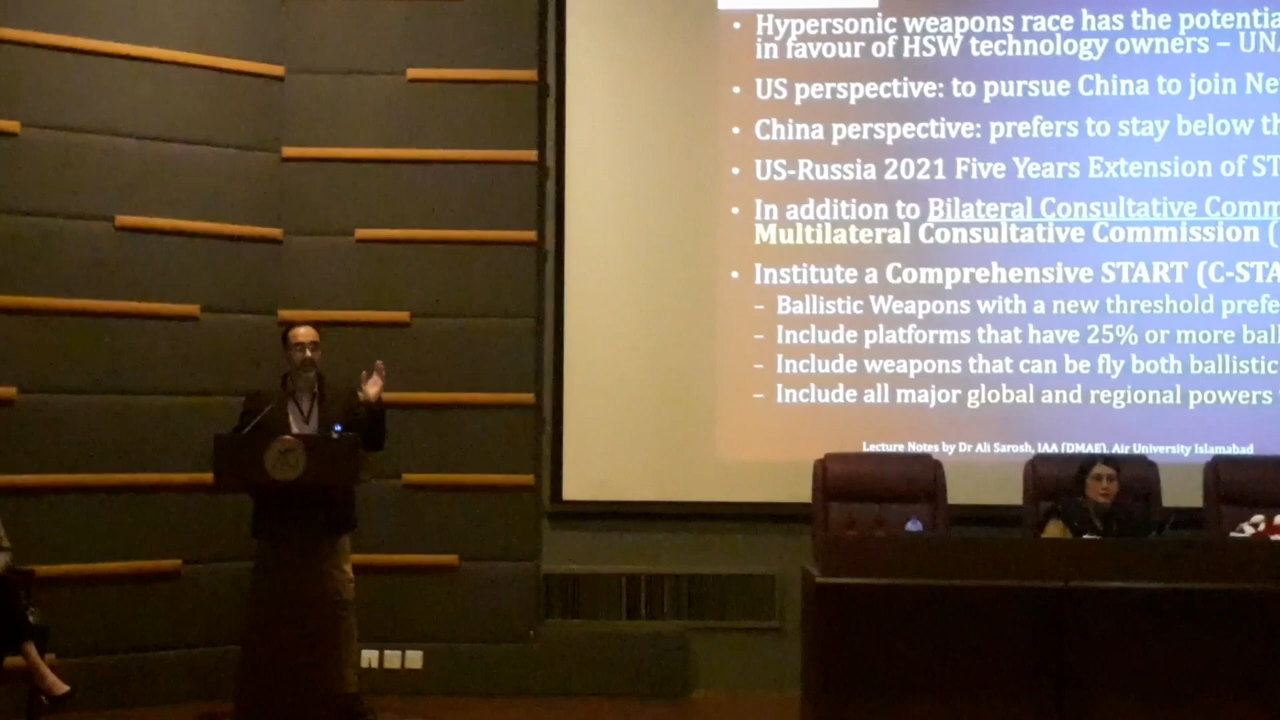 • Hypersonic weapons race has the potentia
in favour of HSW technology owners – UN
• US perspective: to pursue China to join Ne
• China perspective: prefers to stay below th
• US-Russia 2021 Five Years Extension of ST
• In addition to Bilateral Consultative Comm
Multilateral Consultative Commission (
• Institute a Comprehensive START (C-STA
– Ballistic Weapons with a new threshold prefe
– Include platforms that have 25% or more ball
– Include weapons that can be fly both ballistic
– Include all major global and regional powers
Lecture Notes by Dr Ali Sarosh, IAA (DMAE), Air University Islamabad